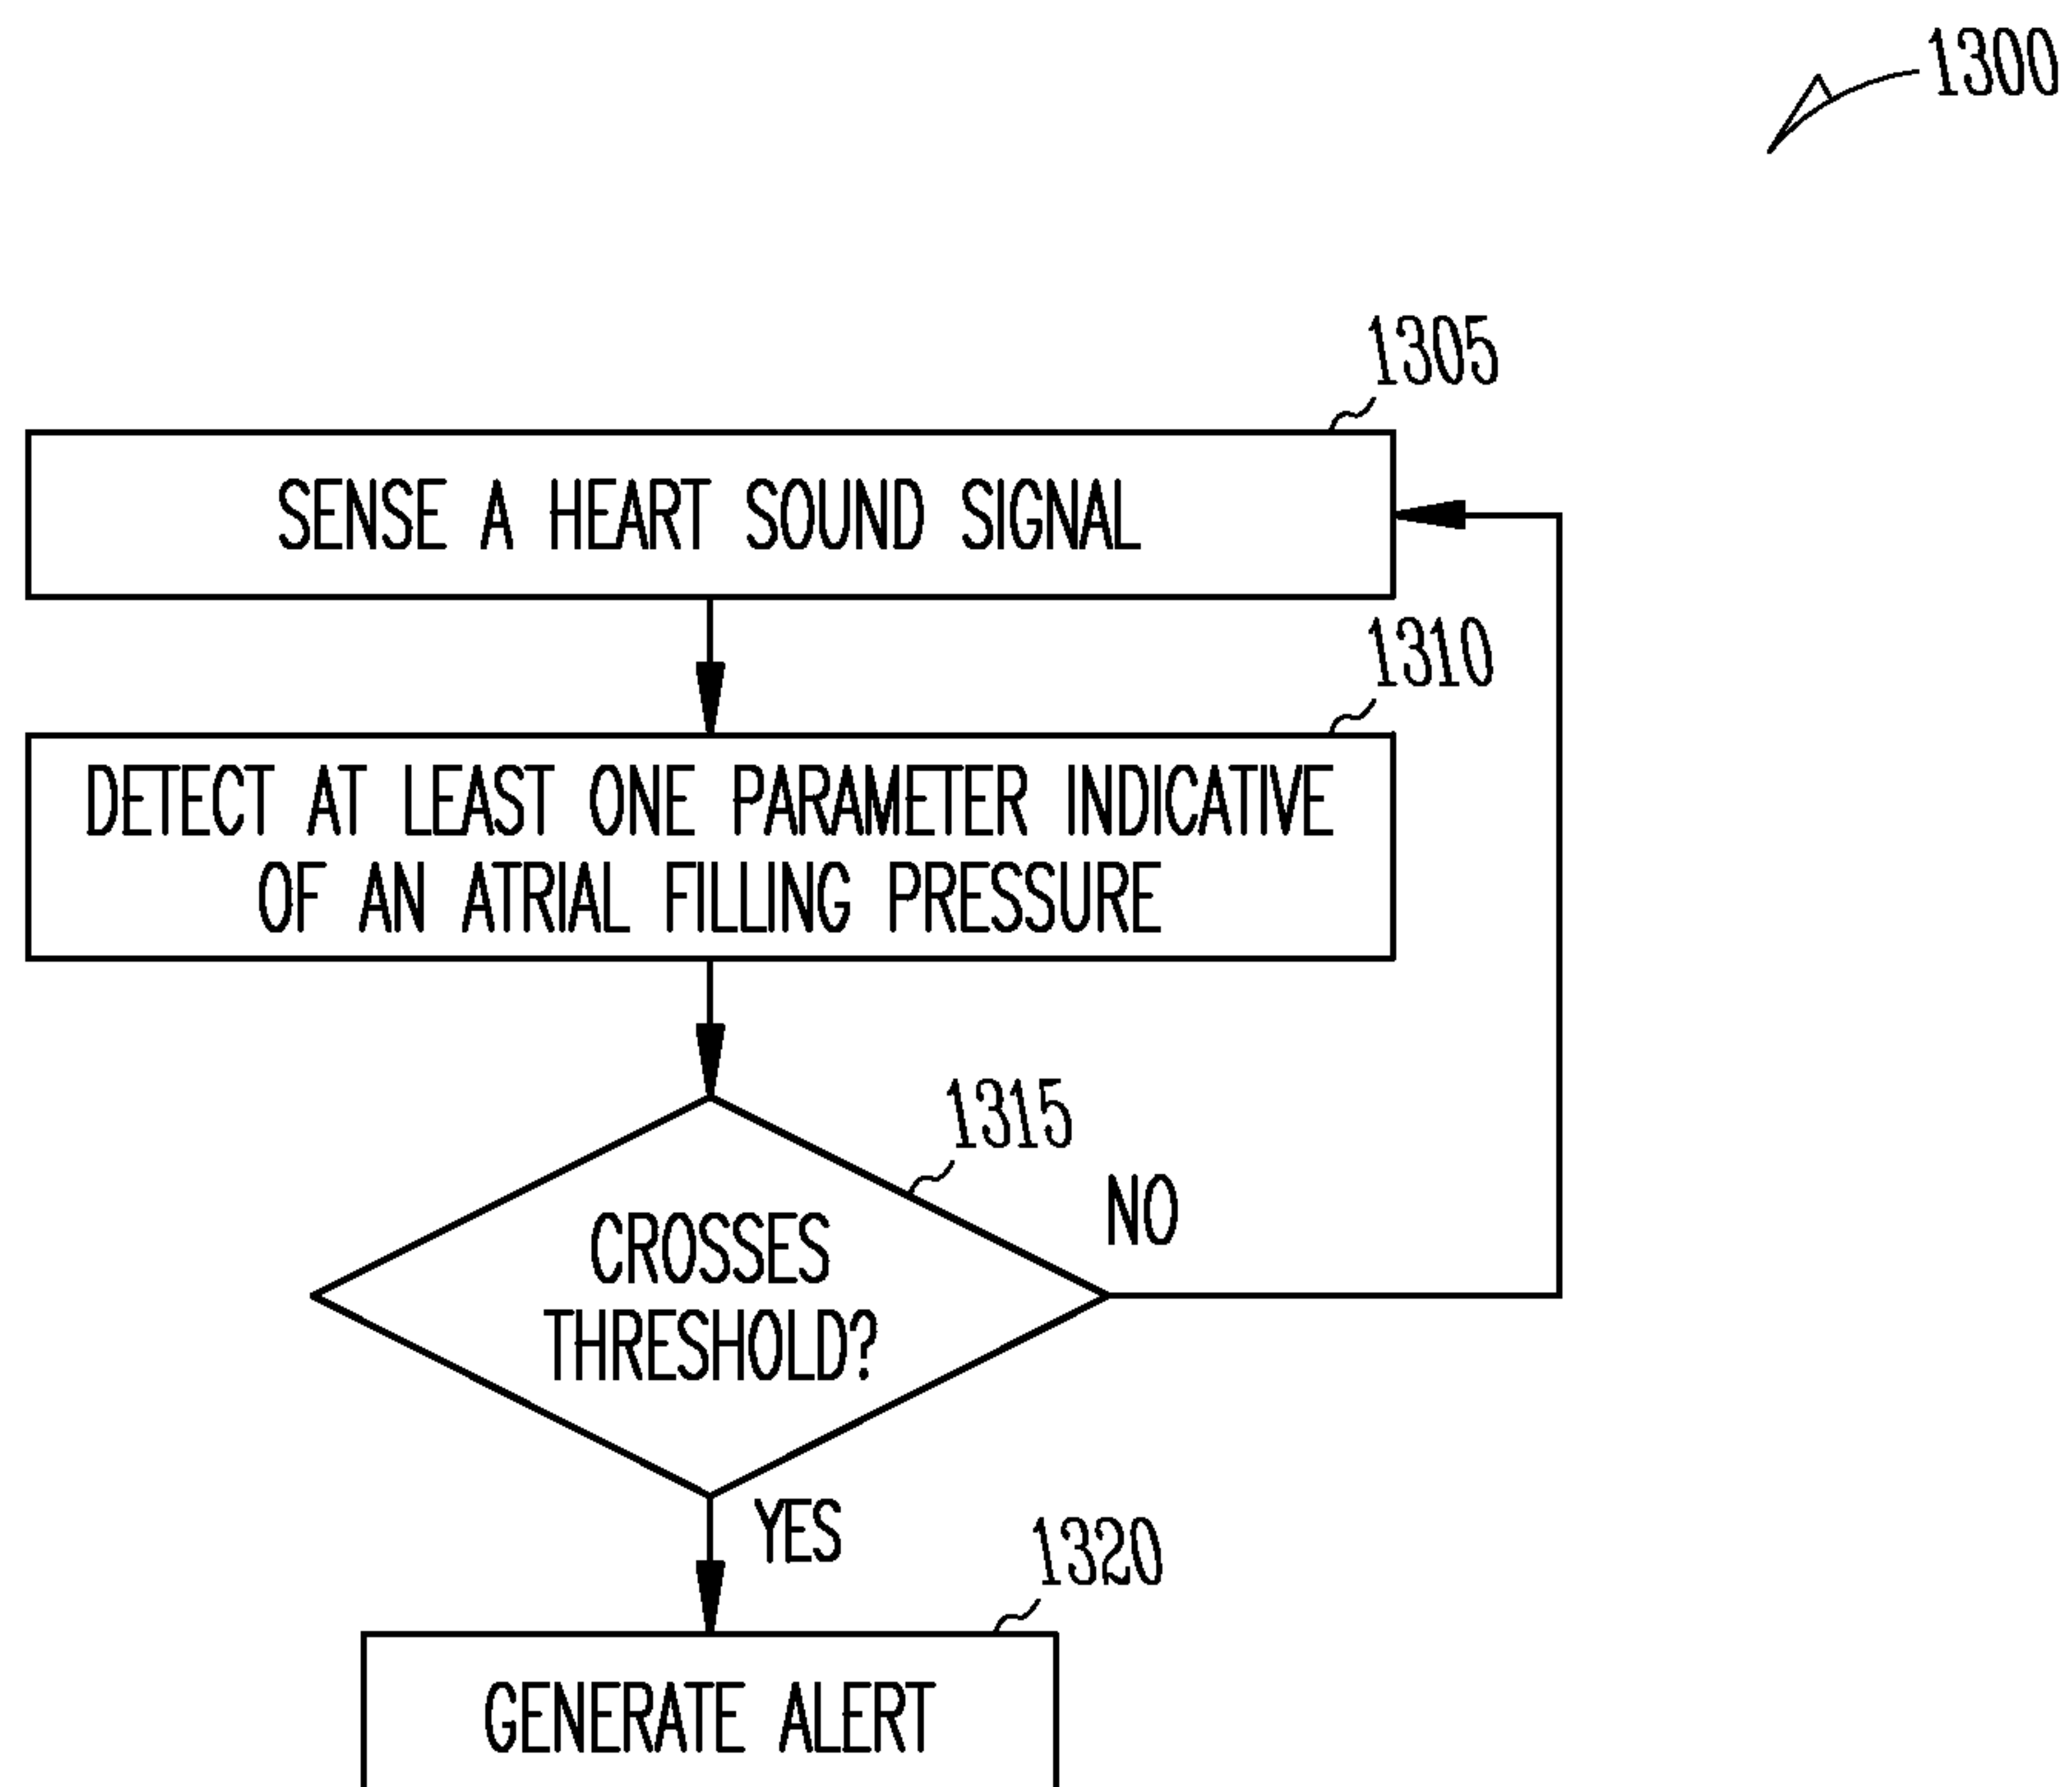 1300
1305
SENSE A HEART SOUND SIGNAL
1310
DETECT AT LEAST ONE PARAMETER INDICATIVE
OF AN ATRIAL FILLING PRESSURE
1315
NO
CROSSES
THRESHOLD?
YES
1320
GENERATE ALERT